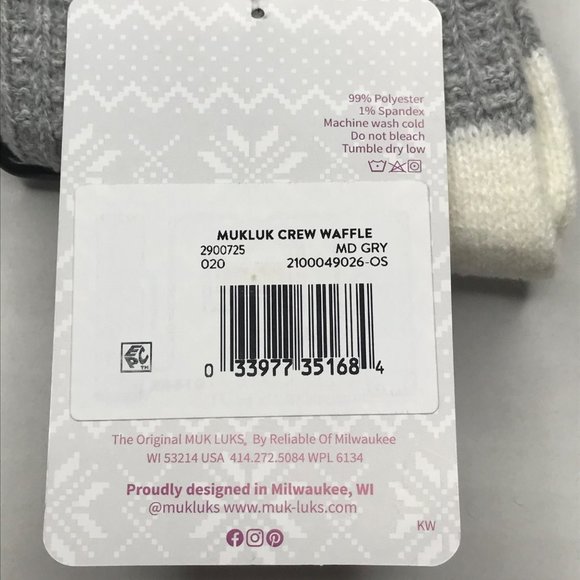 99% Polyester
1% Spandex
Machine wash cold
Do not bleach
Tumble dry low
MUKLUK CREW WAFFLE
2900725 MD GRY
020 2100049026-OS
0 33977 35168 4
The Original MUK LUKS, By Reliable Of Milwaukee
WI 53214 USA 414.272.5084 WPL 6134
Proudly designed in Milwaukee, WI
@mukluks www.muk-luks.com
KW